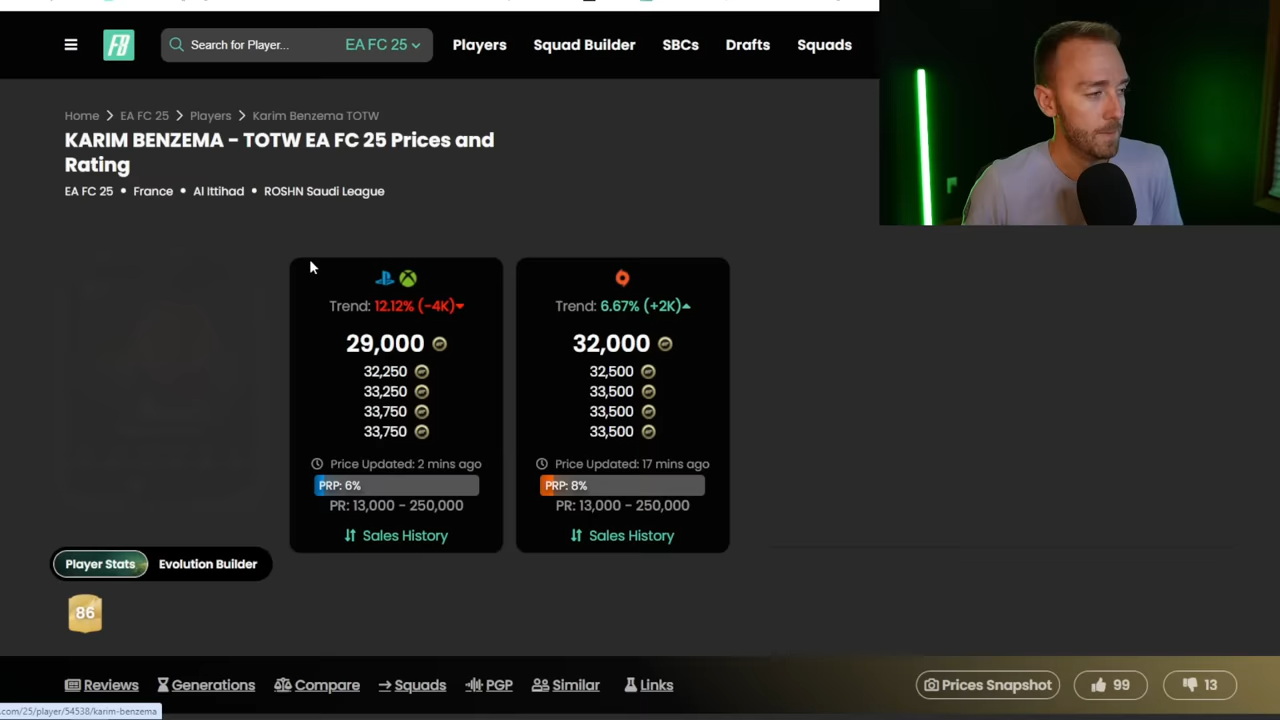 FB
Search for Player...
EA FC 25
Players
Squad Builder
SBCs
Drafts
Squads
Home
EA FC 25
Players
Karim Benzema TOTW
KARIM BENZEMA - TOTW EA FC 25 Prices and
Rating
EA FC 25 • France • Al Ittihad • ROSHN Saudi League
Trend: 12.12% (-4K)
29,000
32,250
33,250
33,750
33,750
Price Updated: 2 mins ago
PRP: 6%
PR: 13,000 - 250,000
Sales History
Trend: 6.67% (+2K)
32,000
32,500
33,500
33,500
33,500
Price Updated: 17 mins ago
PRP: 8%
PR: 13,000 - 250,000
Sales History
Player Stats
Evolution Builder
86
Reviews
Generations
Compare
Squads
PGP
Similar
Links
Prices Snapshot
99
13
.com/25/player/54538/karim-benzema